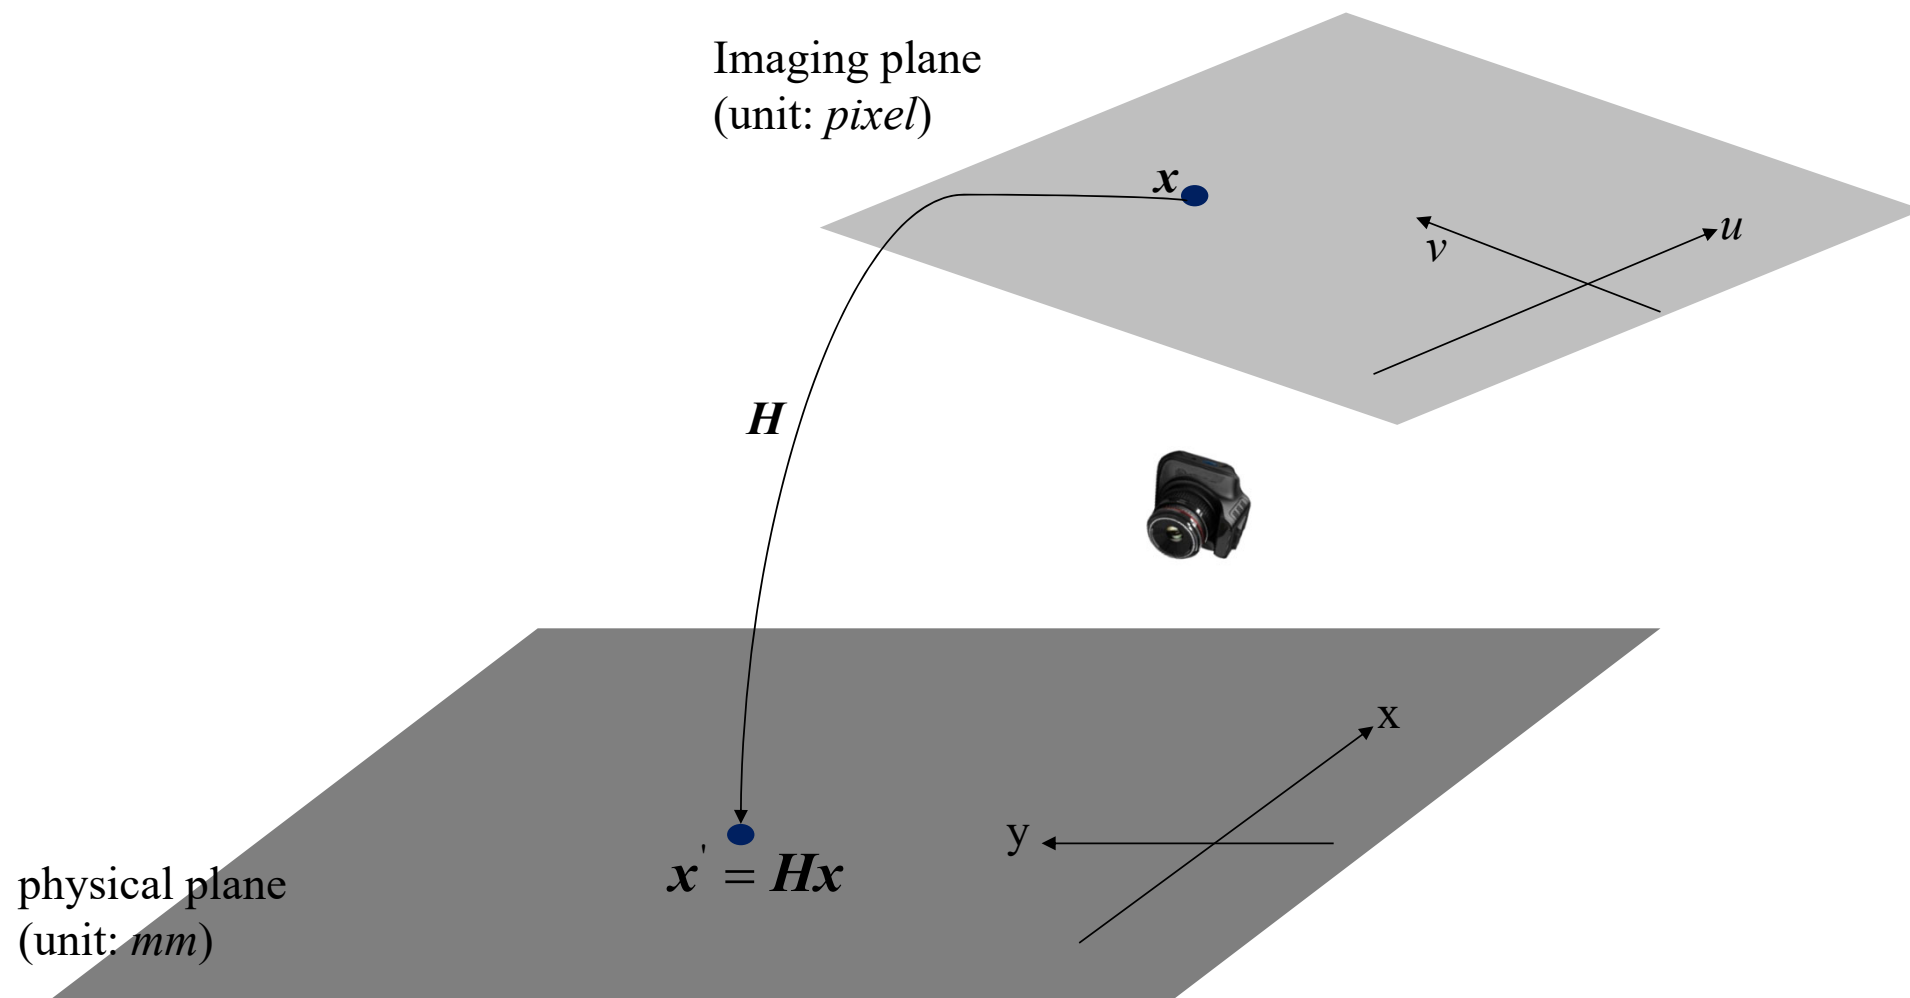 Imaging plane
(unit: pixel)
x
v
u
H
x
y
x' = Hx
physical plane
(unit: mm)